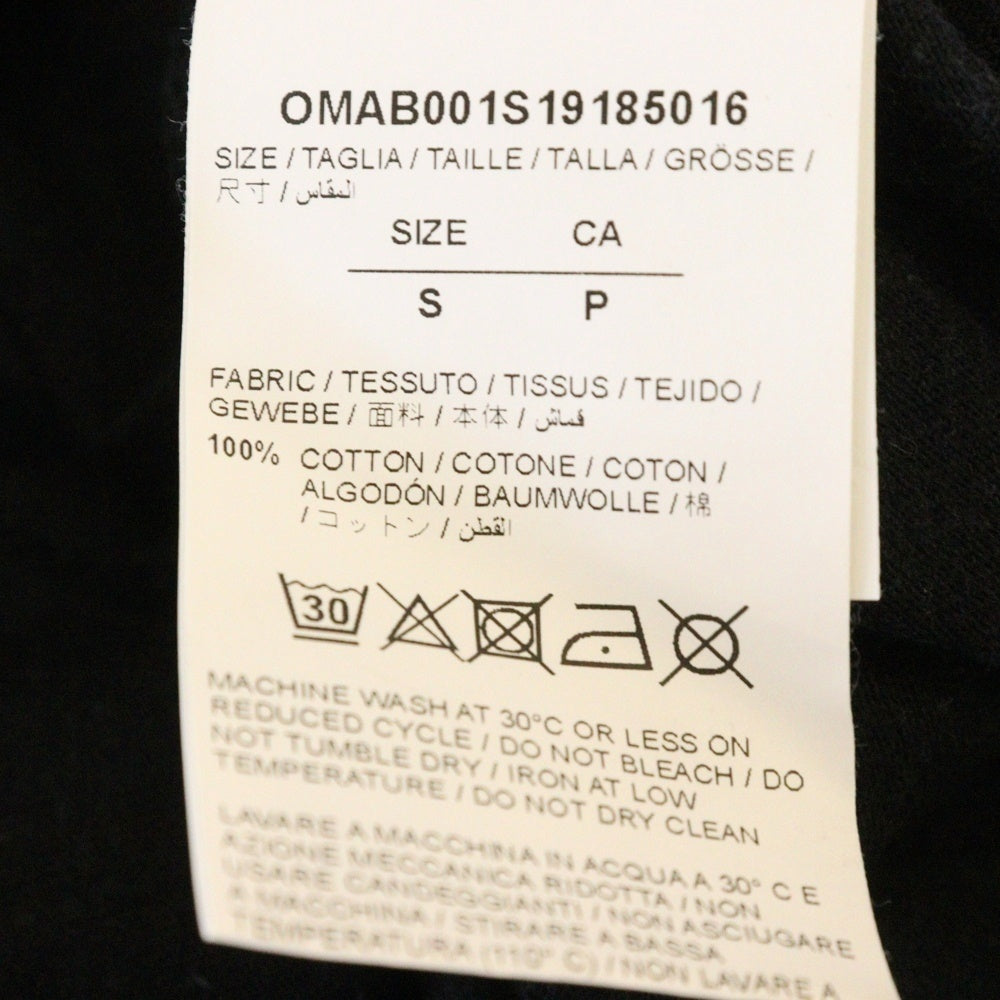 OMAB001S19185016
SIZE / TAGLIA / TAILLE / TALLA / GRÖSSE /
尺寸 / المقاس
SIZE CA
S P
FABRIC / TESSUTO / TISSUS / TEJIDO /
GEWEBE / 面料 / 本体 / قماش
100% COTTON / COTONE / COTON /
ALGODÓN / BAUMWOLLE / 棉
/ コットン / القطن
30
MACHINE WASH AT 30°C OR LESS ON
REDUCED CYCLE / DO NOT BLEACH / DO
NOT TUMBLE DRY / IRON AT LOW
TEMPERATURE / DO NOT DRY CLEAN
LAVARE A MACCHINA IN ACQUA A 30° C E
AZIONE MECCANICA RIDOTTA / NON
USARE CANDEGGIANTI / NON ASCIUGARE
A MACCHINA / STIRARE A BASSA
TEMPERATURA (110° C) / NON LAVARE A